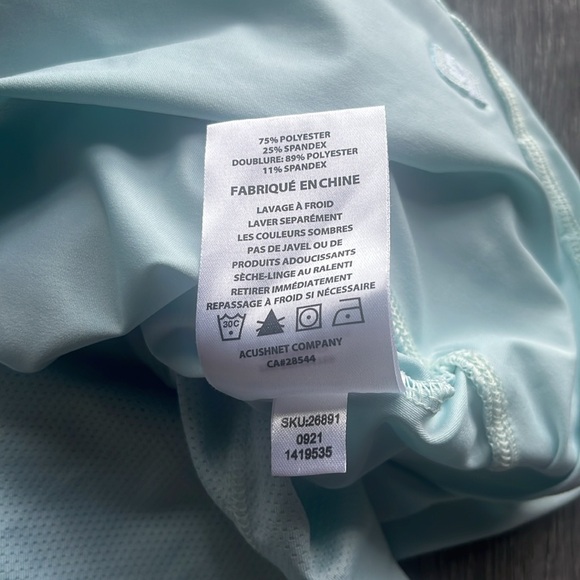 75% POLYESTER
25% SPANDEX
DOUBLURE: 89% POLYESTER
11% SPANDEX
FABRIQUÉ EN CHINE
LAVAGE À FROID
LAVER SEPARÉMENT
LES COULEURS SOMBRES
PAS DE JAVEL OU DE
PRODUITS ADOUCISSANTS
SÈCHE-LINGE AU RALENTI
RETIRER IMMÉDIATEMENT
REPASSAGE À FROID SI NÉCESSAIRE
30C
ACUSHNET COMPANY
CA#28544
SKU:26891
0921
1419535